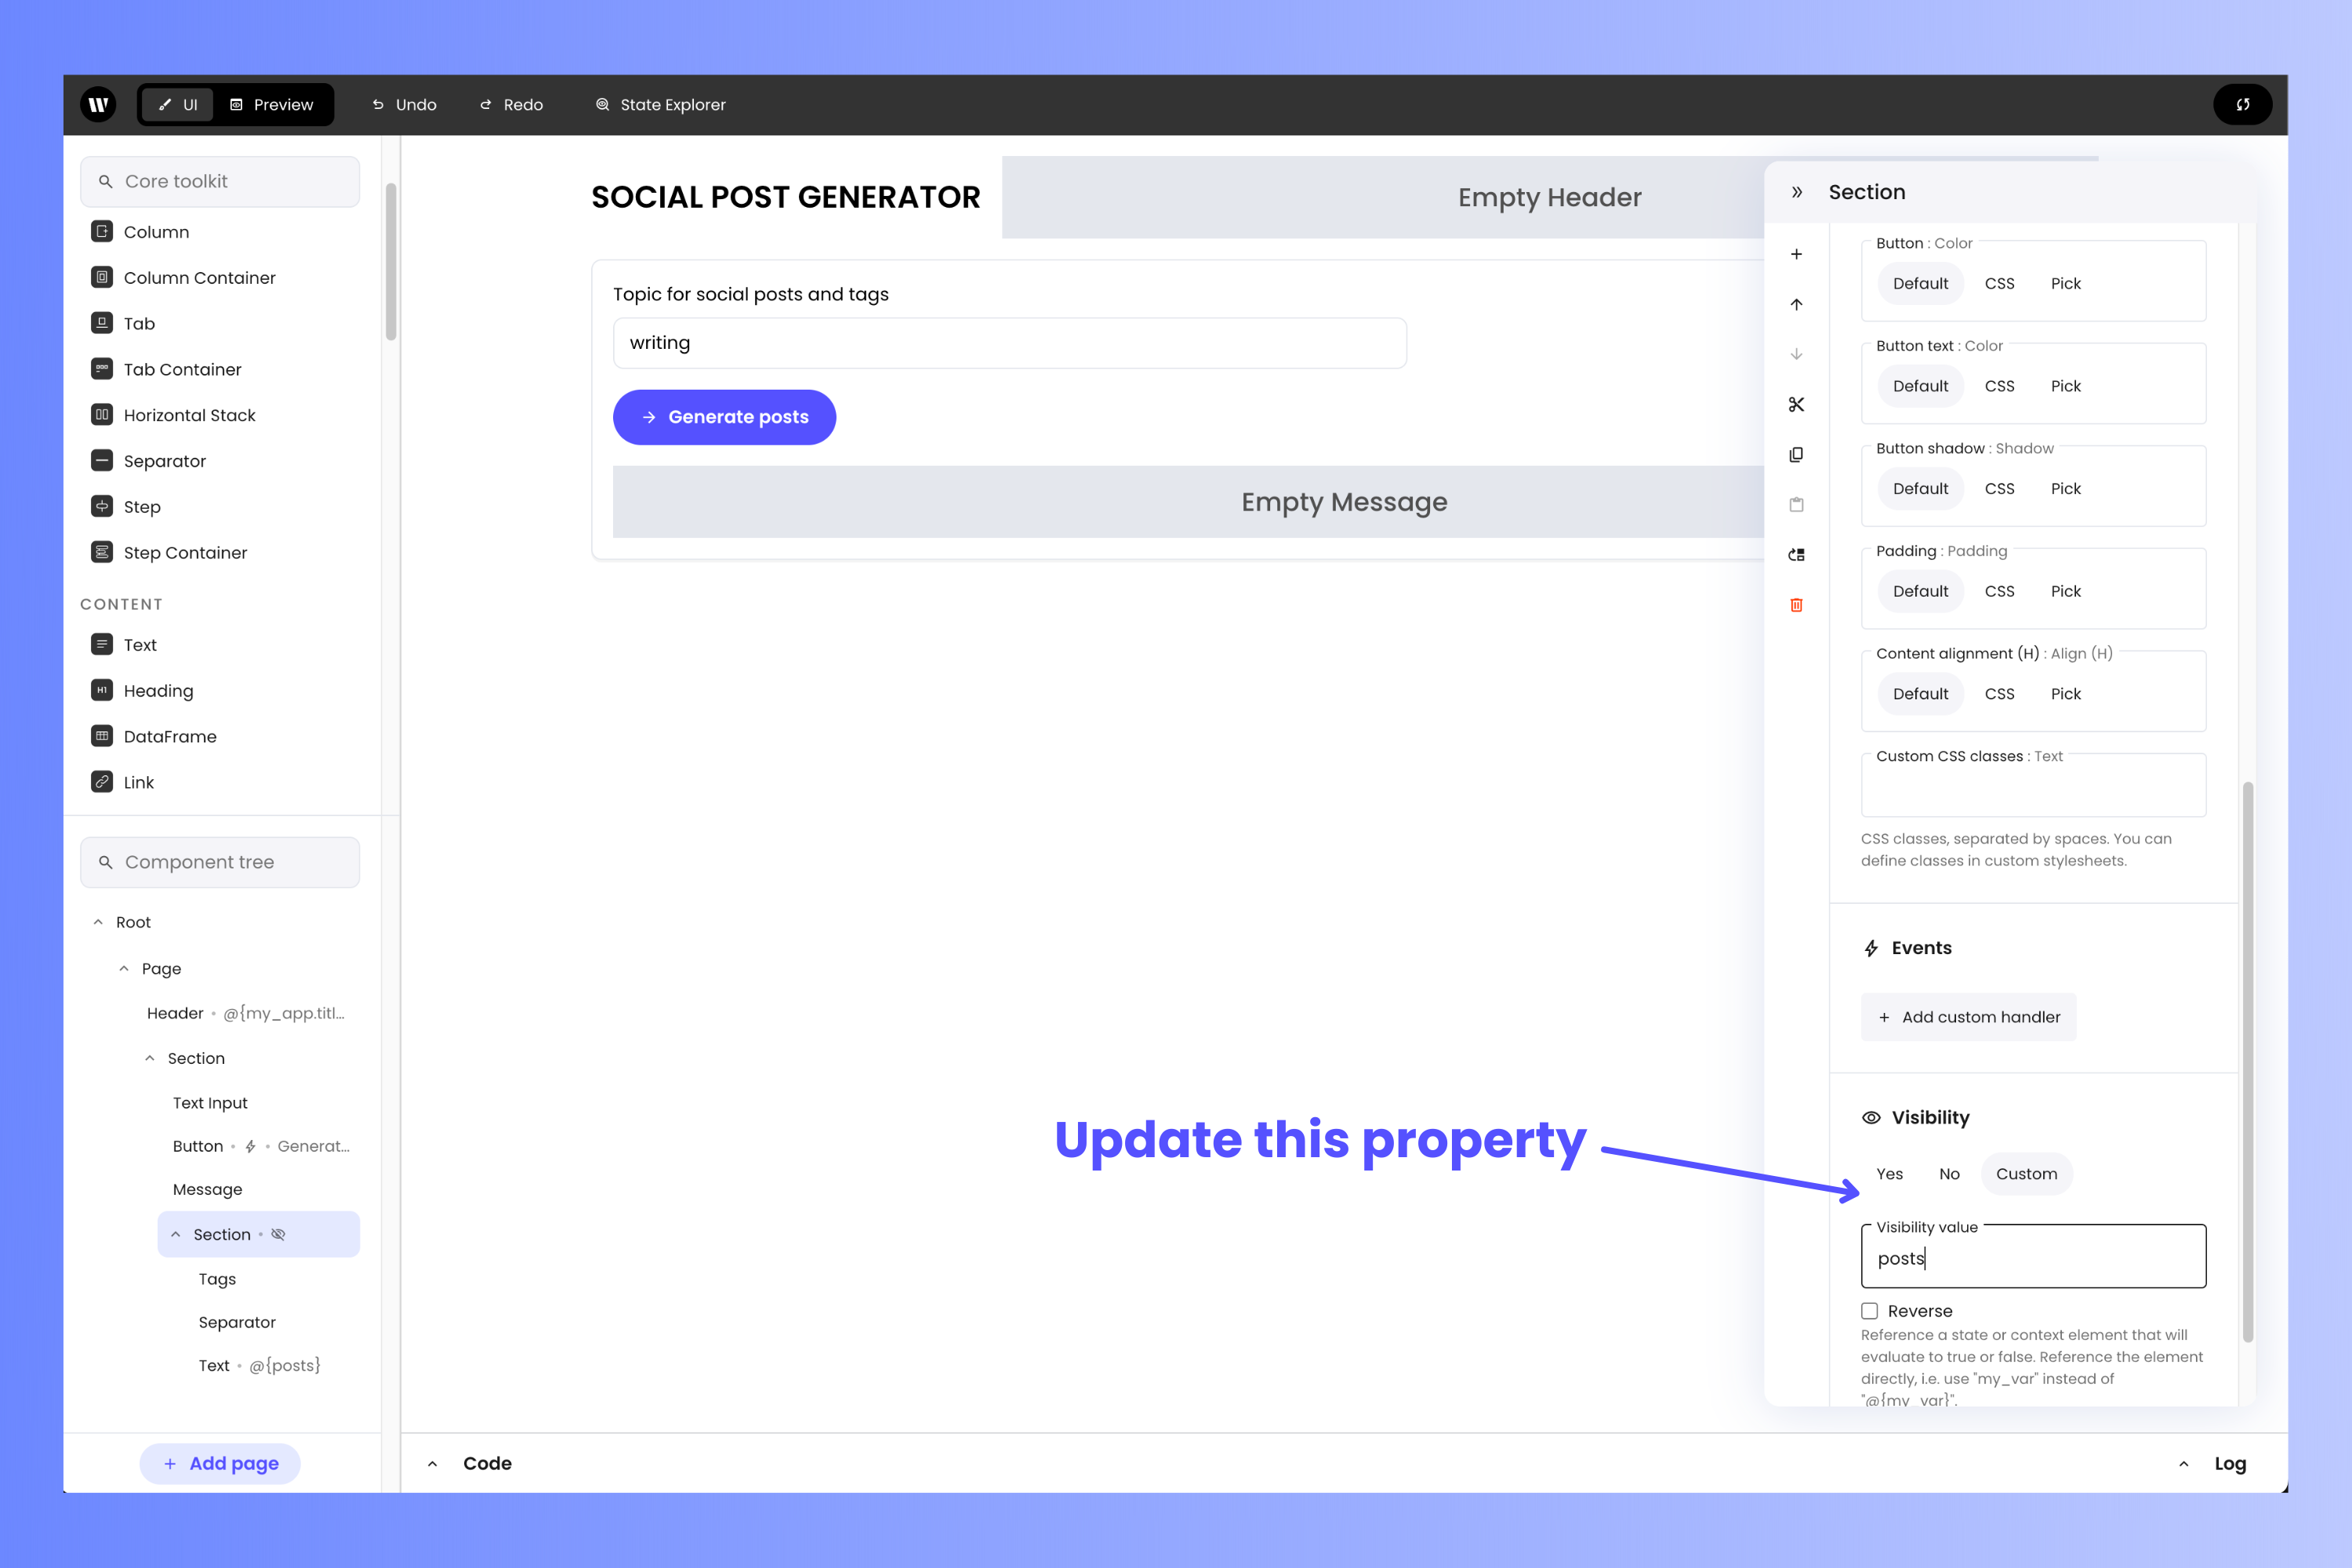 UI
Preview
Undo
Redo
State Explorer
Core toolkit
Column
Column Container
Tab
Tab Container
Horizontal Stack
Separator
Step
Step Container
CONTENT
Text
Heading
DataFrame
Link
Component tree
Root
Page
Header • @{my_app.titl...
Section
Text Input
Button • • Generat...
Message
Section •
Tags
Separator
Text • @{posts}
+ Add page
SOCIAL POST GENERATOR
Empty Header
Topic for social posts and tags
writing
Generate posts
Empty Message
Update this property
Code
Log
Section
Button : Color
Default CSS Pick
Button text : Color
Default CSS Pick
Button shadow : Shadow
Default CSS Pick
Padding : Padding
Default CSS Pick
Content alignment (H) : Align (H)
Default CSS Pick
Custom CSS classes : Text
CSS classes, separated by spaces. You can
define classes in custom stylesheets.
Events
+ Add custom handler
Visibility
Yes No Custom
Visibility value
posts
Reverse
Reference a state or context element that will
evaluate to true or false. Reference the element
directly, i.e. use "my_var" instead of
"@{my_var}".